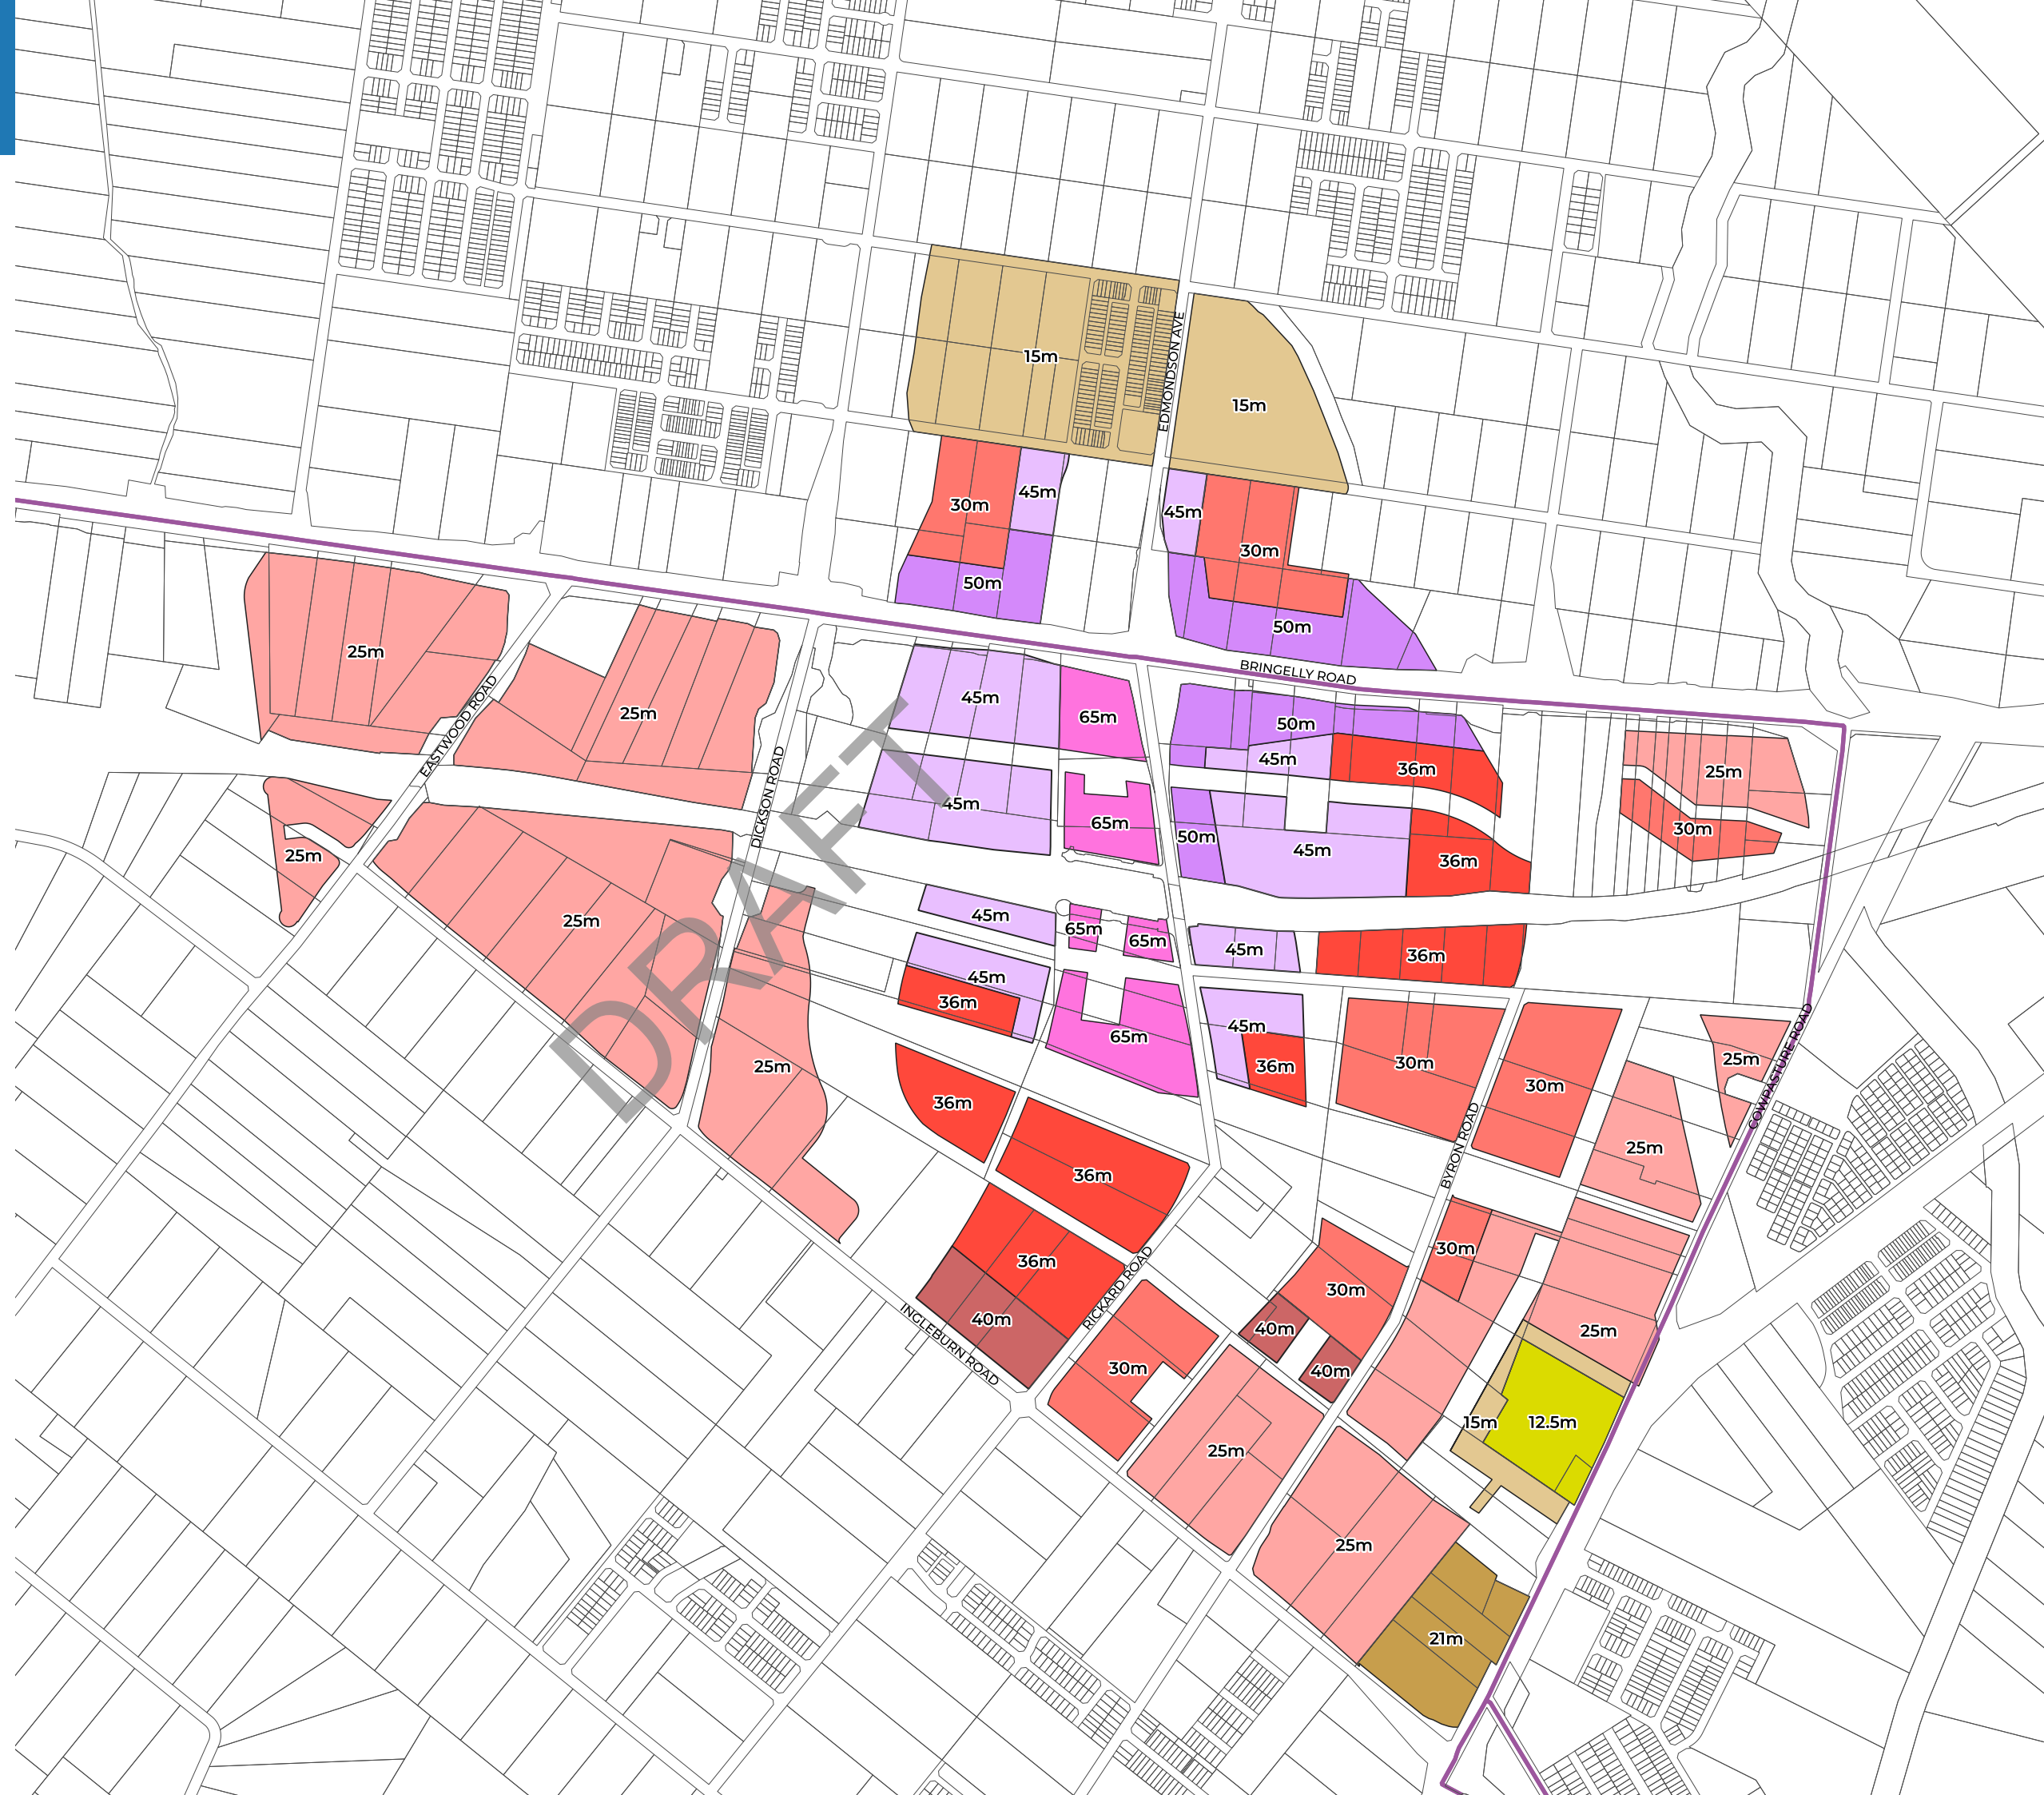 15m
EDMONDSON AVE
15m
45m
30m
45m
30m
50m
50m
25m
BRINGELLY ROAD
EASTWOOD ROAD
25m
45m
65m
50m
45m
36m
25m
DICKSON ROAD
45m
65m
50m
45m
36m
30m
25m
DRAFT
25m
45m
65m
65m
45m
36m
45m
36m
65m
45m
36m
30m
30m
25m
COWPASTURE ROAD
25m
36m
36m
BYRON ROAD
25m
36m
30m
30m
RICKARD ROAD
40m
INGLEBURN ROAD
40m
40m
25m
30m
25m
15m
12.5m
25m
21m